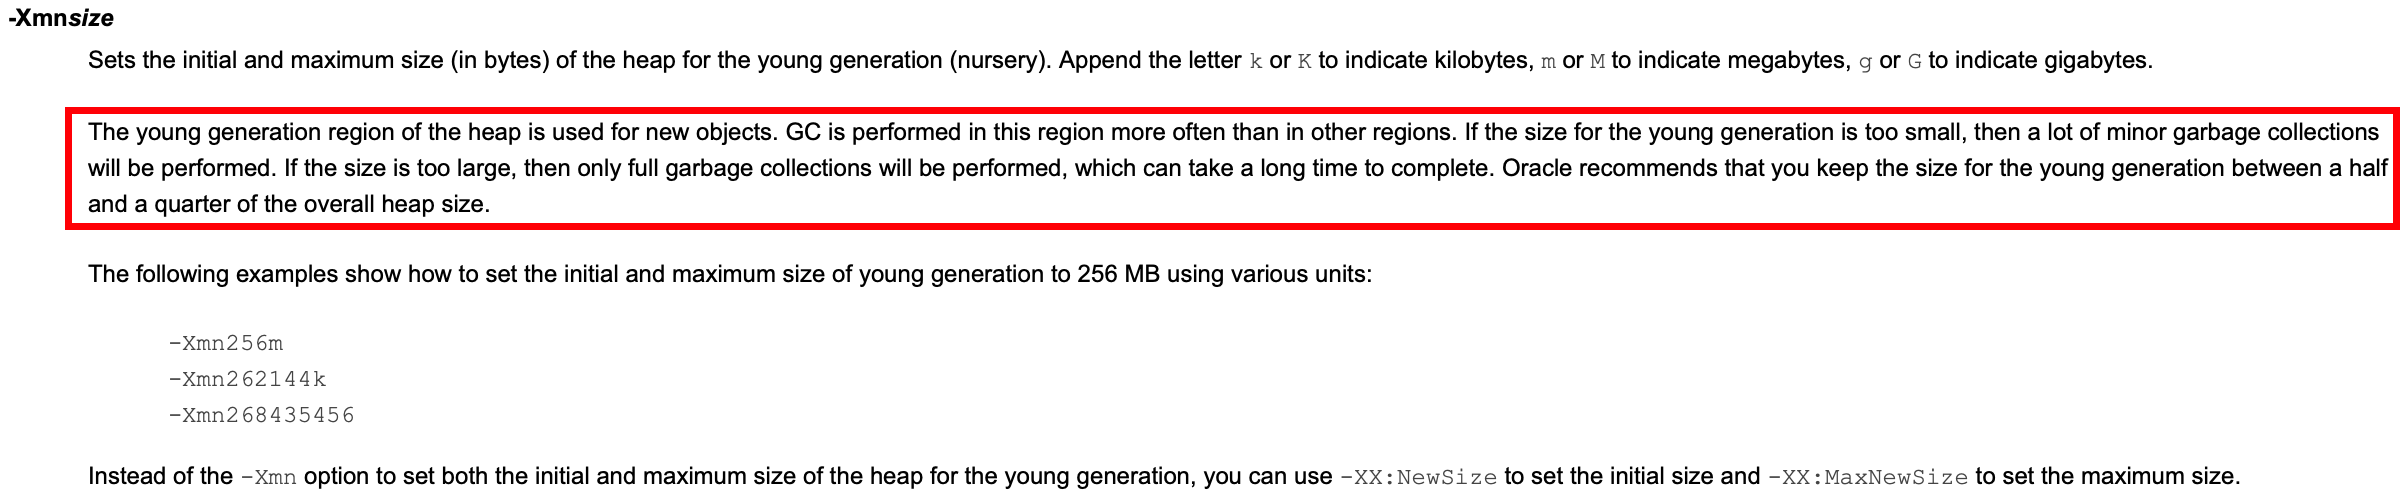 -Xmnsize
Sets the initial and maximum size (in bytes) of the heap for the young generation (nursery). Append the letter k or K to indicate kilobytes, m or M to indicate megabytes, g or G to indicate gigabytes.
The young generation region of the heap is used for new objects. GC is performed in this region more often than in other regions. If the size for the young generation is too small, then a lot of minor garbage collections
will be performed. If the size is too large, then only full garbage collections will be performed, which can take a long time to complete. Oracle recommends that you keep the size for the young generation between a half
and a quarter of the overall heap size.
The following examples show how to set the initial and maximum size of young generation to 256 MB using various units:
-Xmn256m
-Xmn262144k
-Xmn268435456
Instead of the -Xmn option to set both the initial and maximum size of the heap for the young generation, you can use -XX:NewSize to set the initial size and -XX:MaxNewSize to set the maximum size.